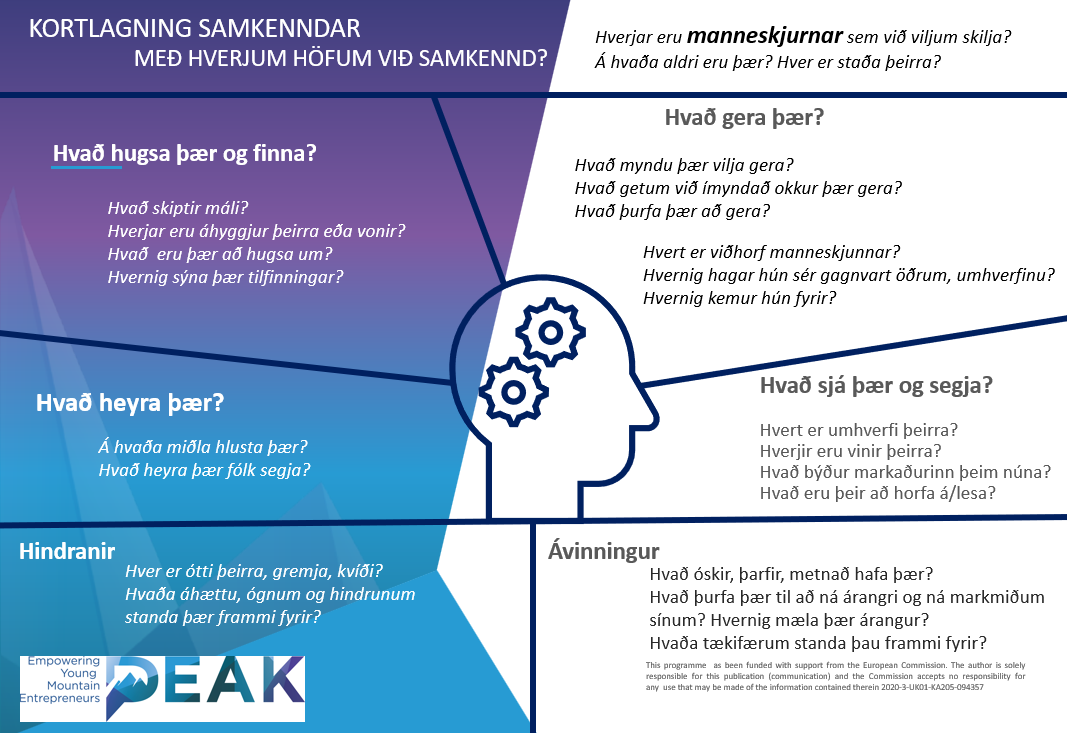 KORTLAGNING SAMKENNDAR
MEÐ HVERJUM HÖFUM VIÐ SAMKENND?
Hverjar eru manneskjurnar sem við viljum skilja?
Á hvaða aldri eru þær? Hver er staða þeirra?
Hvað hugsa þær og finna?
Hvað skiptir máli?
Hverjar eru áhyggjur þeirra eða vonir?
Hvað  eru þær að hugsa um?
Hvernig sýna þær tilfinningar?
Hvað gera þær?
Hvað myndu þær vilja gera?
Hvað getum við ímyndað okkur þær gera?
Hvað þurfa þær að gera?
Hvert er viðhorf manneskjunnar?
Hvernig hagar hún sér gagnvart öðrum, umhverfinu?
Hvernig kemur hún fyrir?
Hvað heyra þær?
Á hvaða miðla hlusta þær?
Hvað heyra þær fólk segja?
Hvað sjá þær og segja?
Hvert er umhverfi þeirra?
Hverjir eru vinir þeirra?
Hvað býður markaðurinn þeim núna?
Hvað eru þeir að horfa á/lesa?
Hindranir
Hver er ótti þeirra, gremja, kvíði?
Hvaða áhættu, ógnum og hindrunum
standa þær frammi fyrir?
Ávinningur
Hvað óskir, þarfir, metnað hafa þær?
Hvað þurfa þær til að ná árangri og ná markmiðum
sínum? Hvernig mæla þær árangur?
Hvaða tækifærum standa þau frammi fyrir?
This programme  as been funded with support from the European Commission. The author is solely
responsible for this publication (communication) and the Commission accepts no responsibility for
any  use that may be made of the information contained therein 2020-3-UK01-KA205-094357
Empowering
Young
Mountain
Entrepreneurs
PEAK